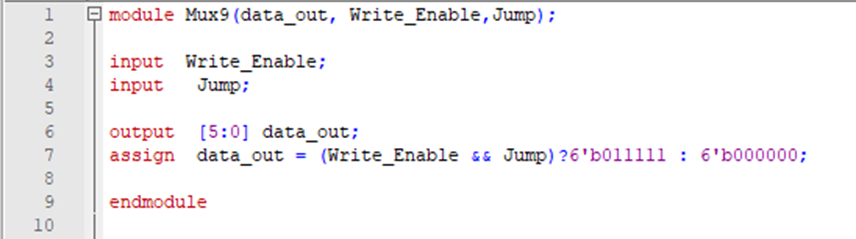 1 module Mux9(data_out, Write_Enable,Jump);
2
3 input Write_Enable;
4 input Jump;
5
6 output [5:0] data_out;
7 assign data_out = (Write_Enable && Jump)?6'b011111 : 6'b000000;
8
9 endmodule
10